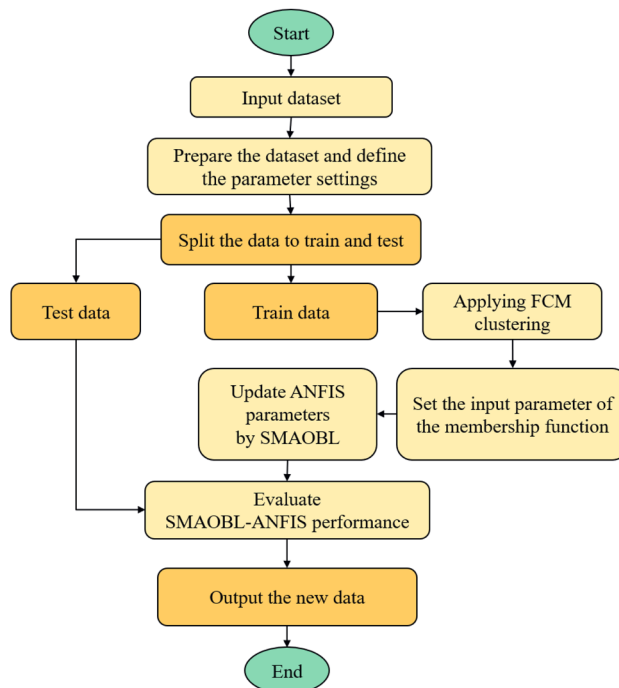 Start
Input dataset
Prepare the dataset and define
the parameter settings
Split the data to train and test
Test data
Train data
Applying FCM
clustering
Update ANFIS
parameters
by SMAOBL
Set the input parameter of
the membership function
Evaluate
SMAOBL-ANFIS performance
Output the new data
End